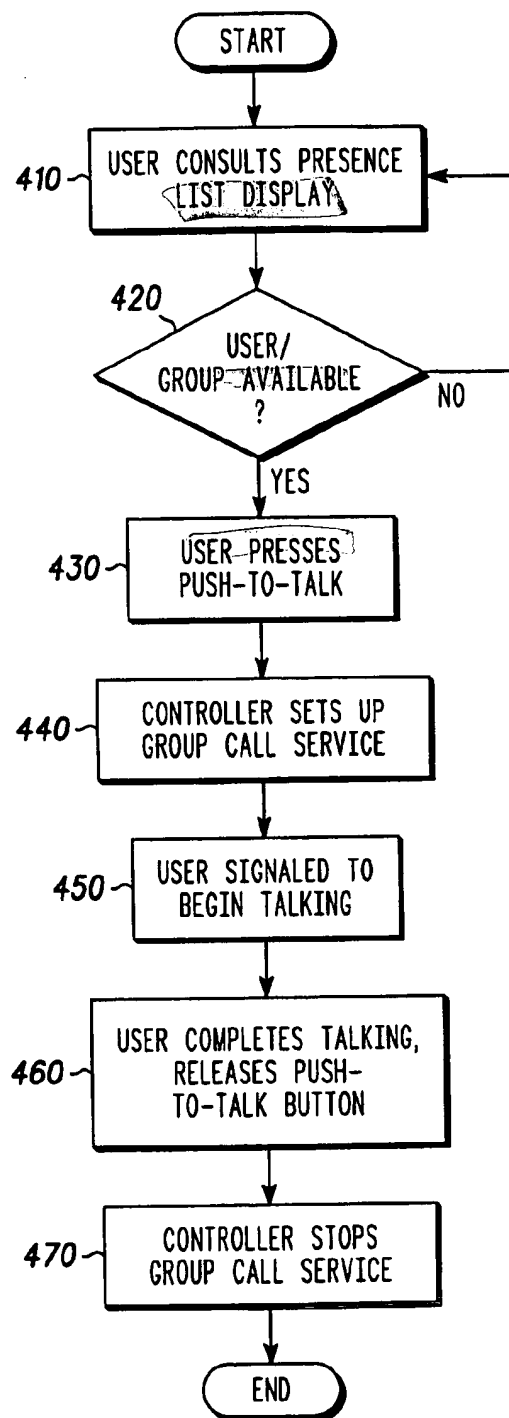 START
410
USER CONSULTS PRESENCE
LIST DISPLAY
420
USER/
GROUP AVAILABLE
?
NO
YES
430
USER PRESSES
PUSH-TO-TALK
440
CONTROLLER SETS UP
GROUP CALL SERVICE
450
USER SIGNALED TO
BEGIN TALKING
460
USER COMPLETES TALKING,
RELEASES PUSH-
TO-TALK BUTTON
470
CONTROLLER STOPS
GROUP CALL SERVICE
END